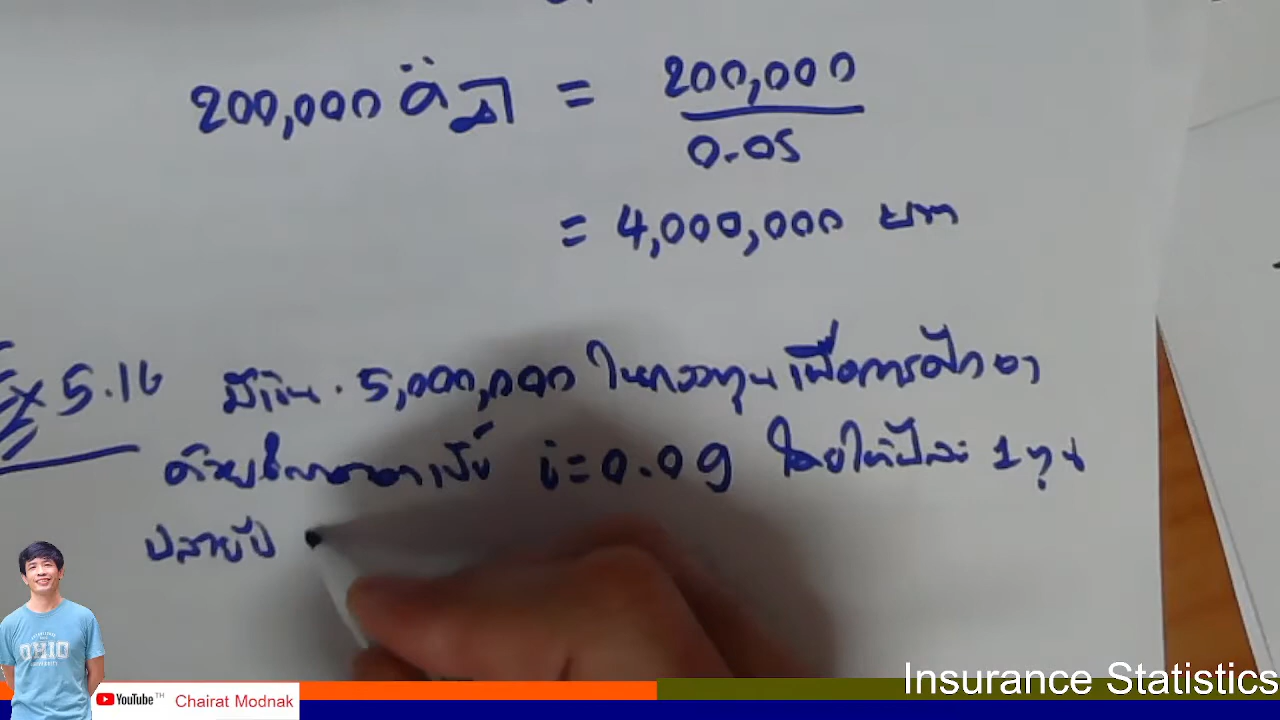 200,000 ä = 200,000
0.05
= 4,000,000 บาท
Ex 5.16 มีเงิน 5,000,000 ในกองทุนเพื่อการศึกษา
ด้วยอัตราดอกเบี้ย i = 0.09 โดยให้ปีละ 1 ทุน
ปลายปี
OHIO
YouTube TH Chairat Modnak
Insurance Statistics